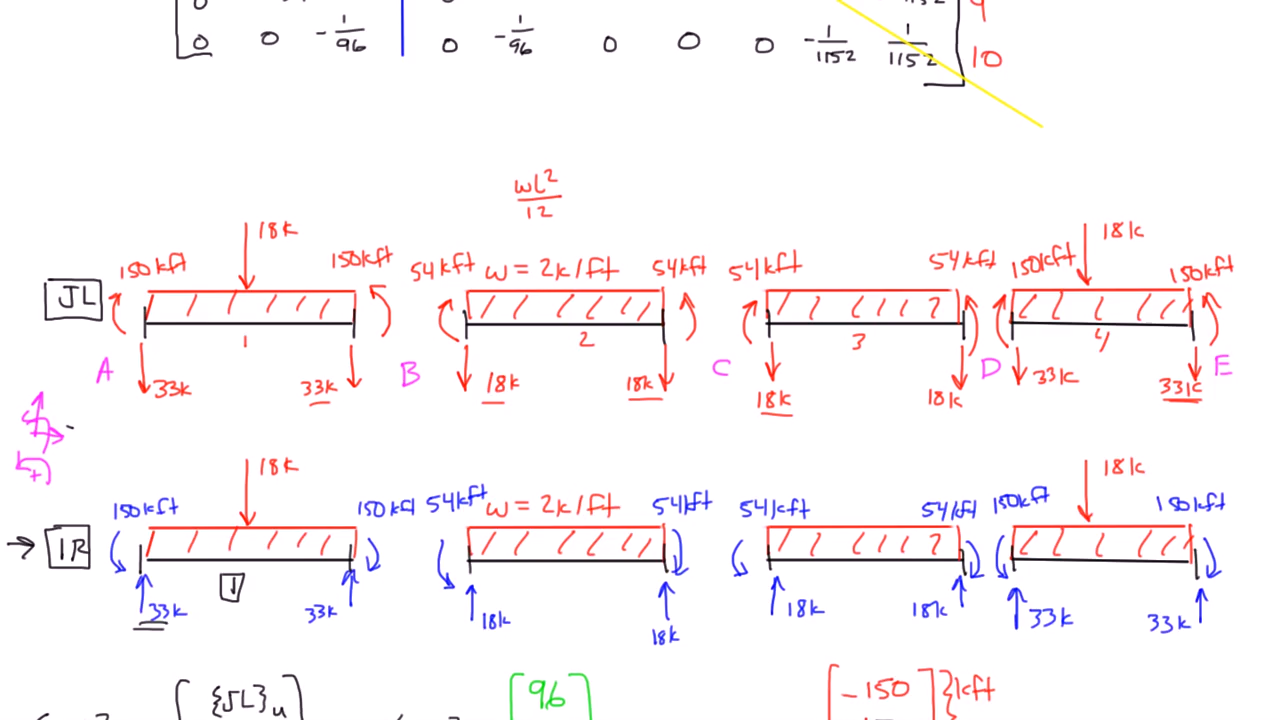 0
0 0 -1/96 0 -1/96 0 0 0 -1/1152 1/1152 10
wL²/12
18k 18k
150kft 150kft 54kft w = 2k/ft 54kft 54kft 54kft 150kft 150kft
JL
1 2 3 4
A B C D E
33k 33k 18k 18k 18k 18k 33k 33k
+
18k 18k
150kft 150kft 54kft w = 2k/ft 54kft 54kft 54kft 150kft 150kft
→ IR
33k 33k 18k 18k 18k 18k 33k 33k
{JL}u 96 -150 }kft